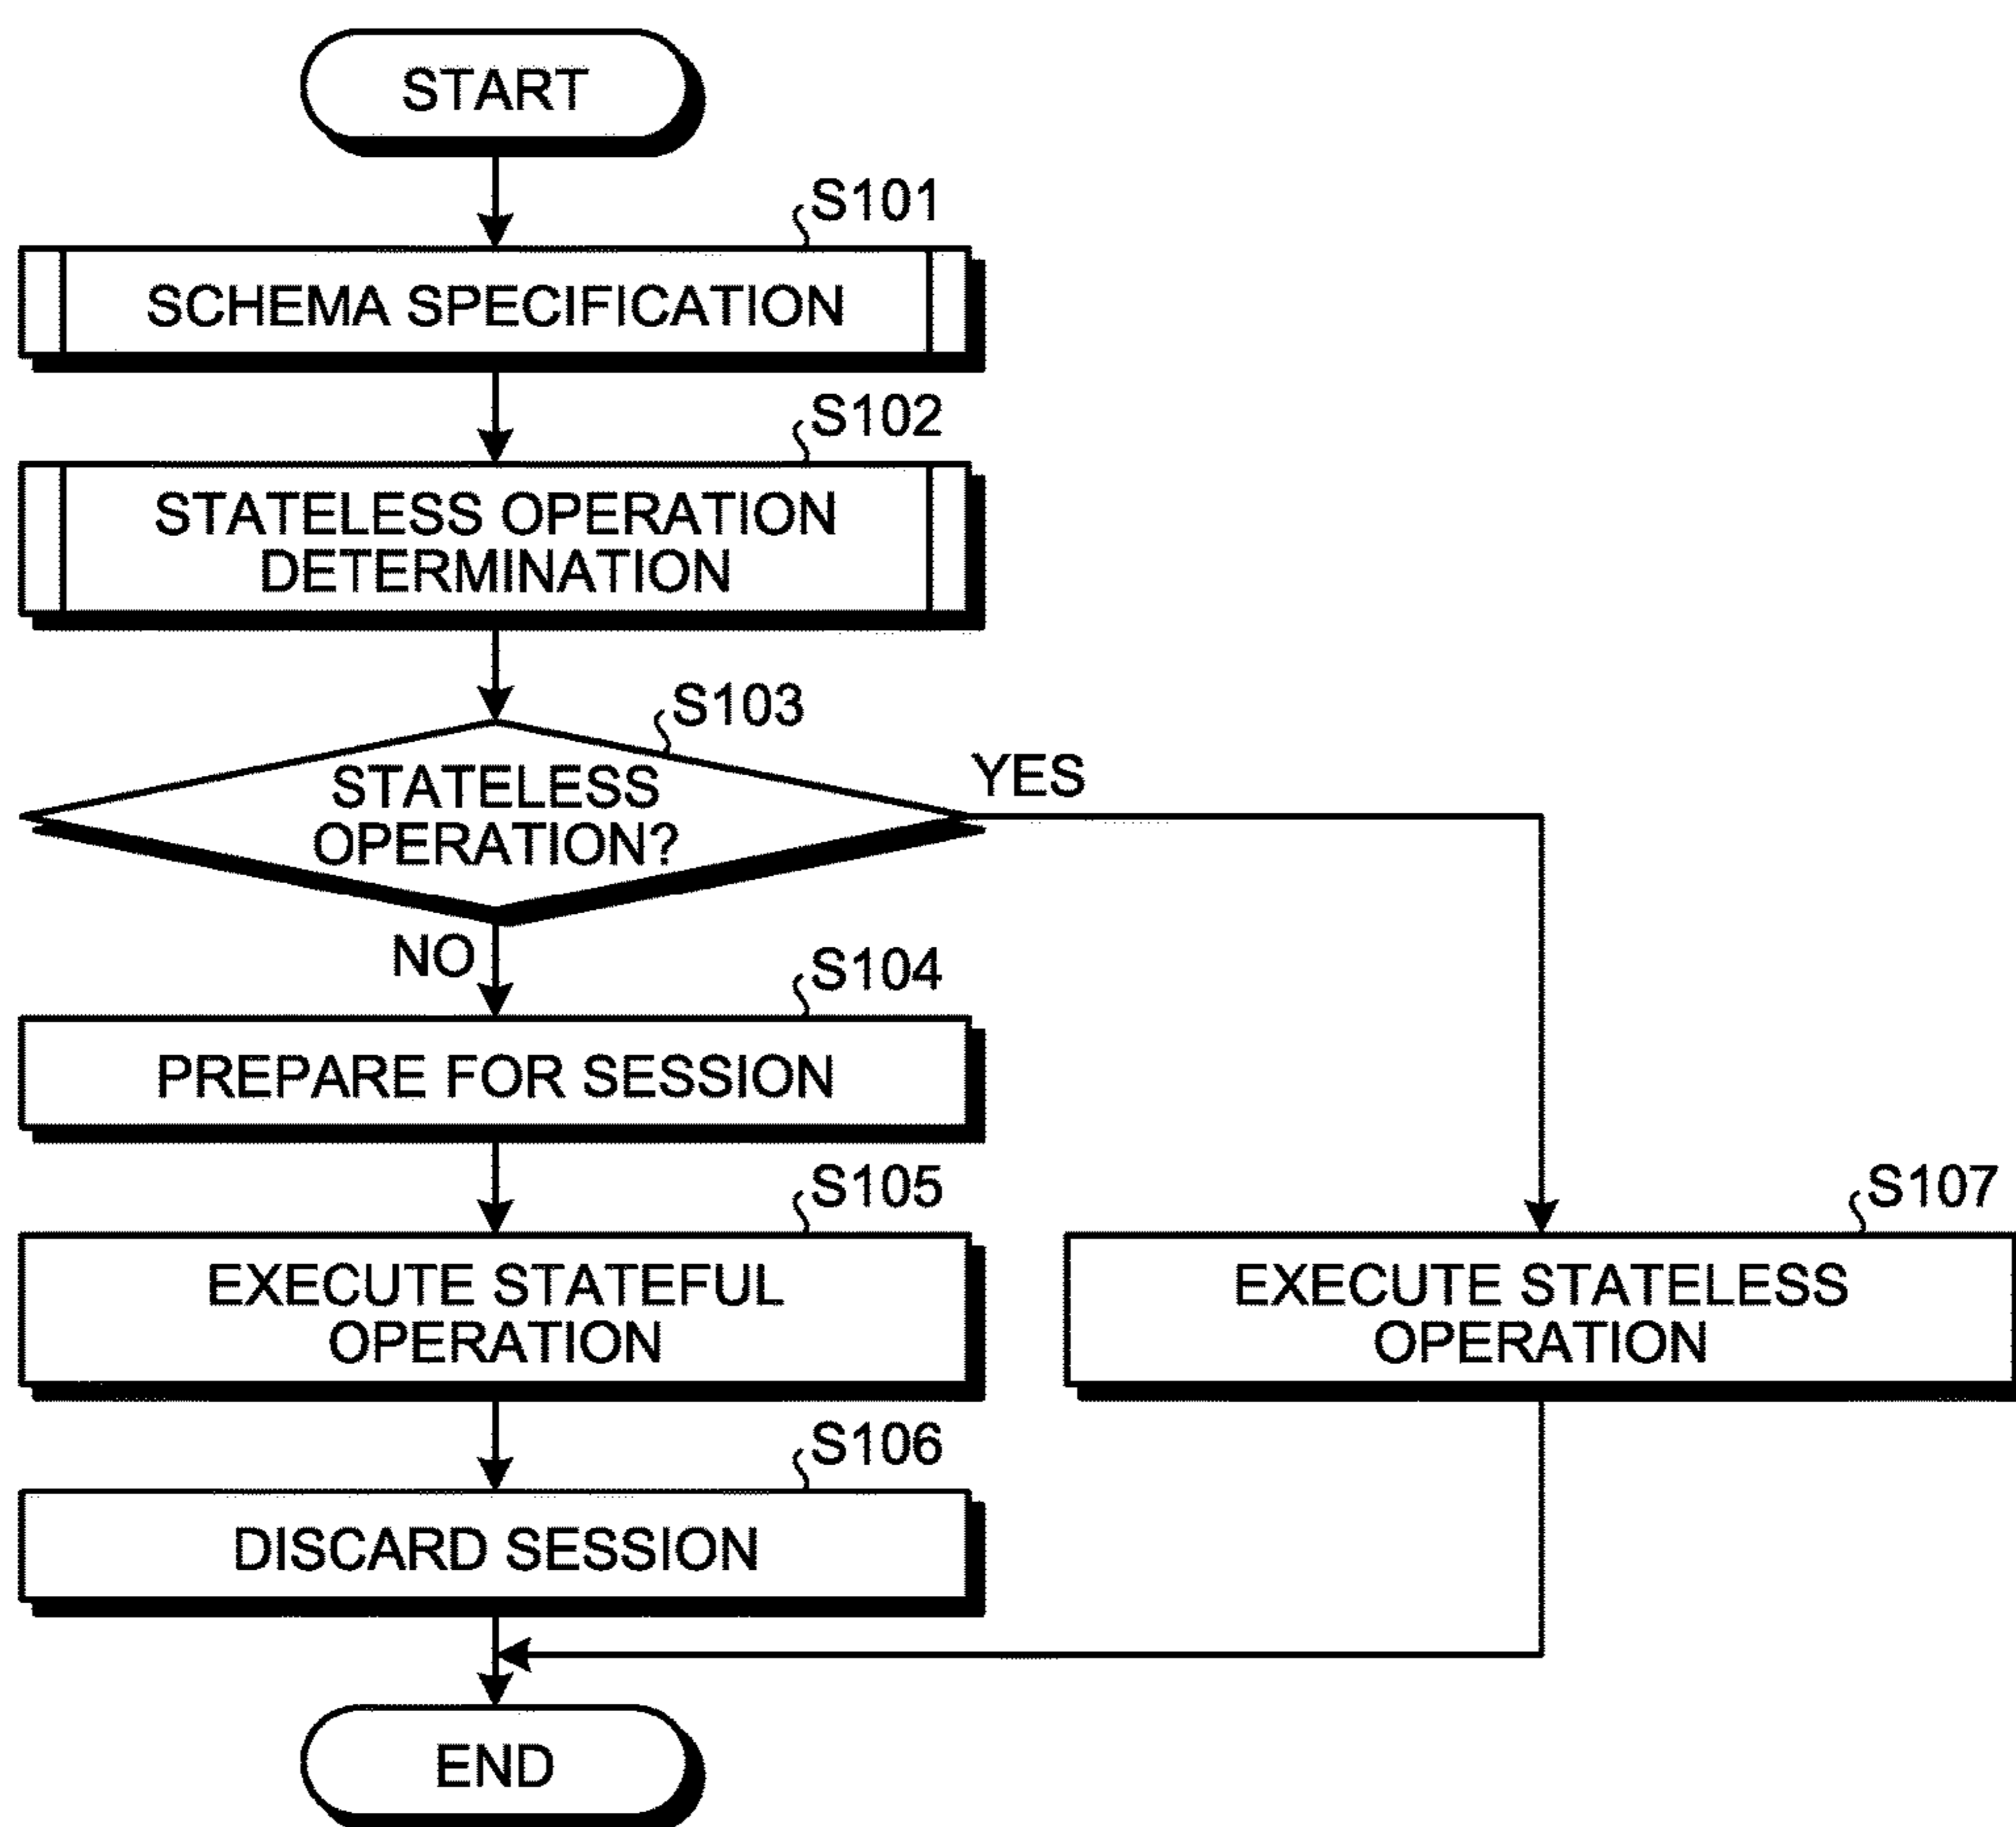 START
S101
SCHEMA SPECIFICATION
S102
STATELESS OPERATION
DETERMINATION
S103
STATELESS
OPERATION?
YES
NO
S104
PREPARE FOR SESSION
S105
EXECUTE STATEFUL
OPERATION
S107
EXECUTE STATELESS
OPERATION
S106
DISCARD SESSION
END